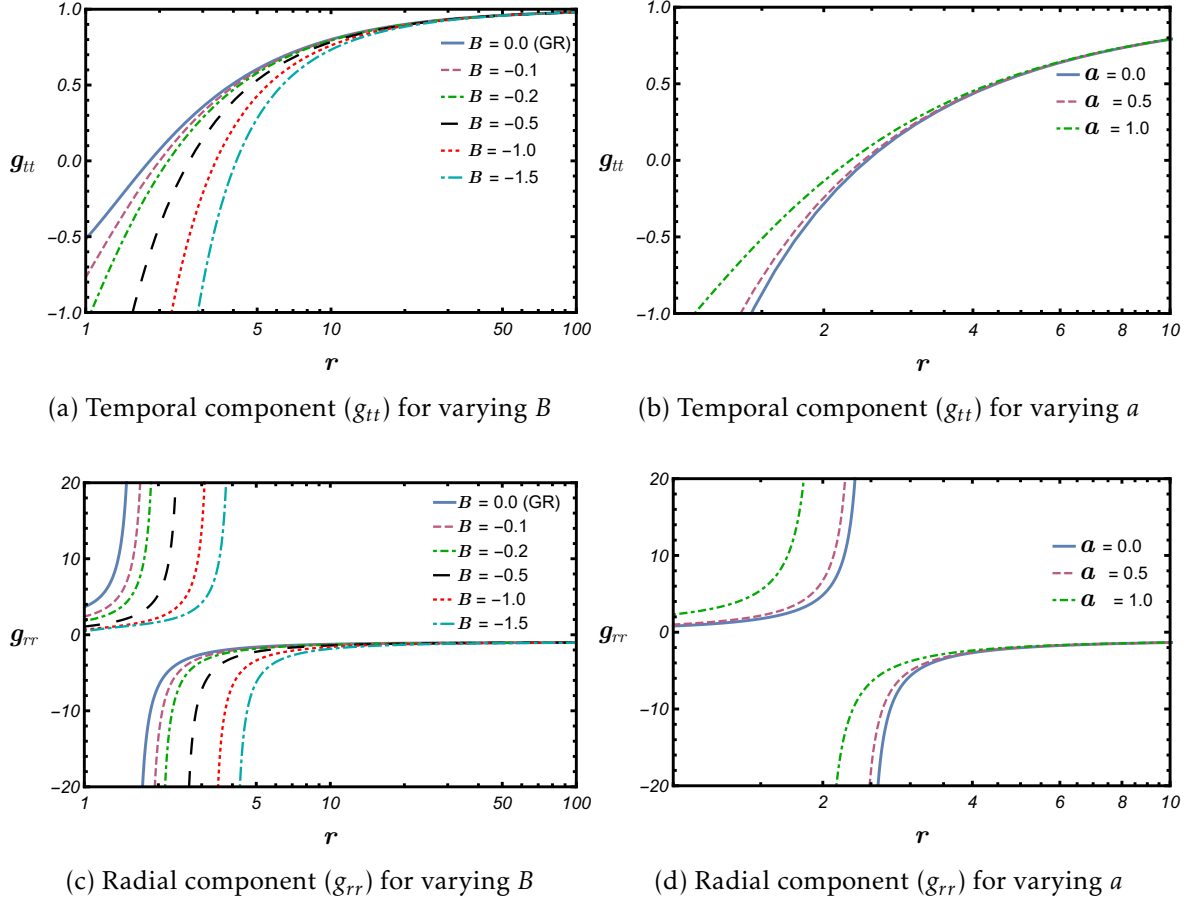 1.0
0.5
0.0
−0.5
−1.0
g_tt
B = 0.0 (GR)
B = −0.1
B = −0.2
B = −0.5
B = −1.0
B = −1.5
1 5 10 50 100
r
(a) Temporal component (g_tt) for varying B
1.0
0.5
0.0
−0.5
−1.0
g_tt
a = 0.0
a = 0.5
a = 1.0
2 4 6 8 10
r
(b) Temporal component (g_tt) for varying a
20
10
0
−10
−20
g_rr
B = 0.0 (GR)
B = −0.1
B = −0.2
B = −0.5
B = −1.0
B = −1.5
1 5 10 50 100
r
(c) Radial component (g_rr) for varying B
20
10
0
−10
−20
g_rr
a = 0.0
a = 0.5
a = 1.0
2 4 6 8 10
r
(d) Radial component (g_rr) for varying a